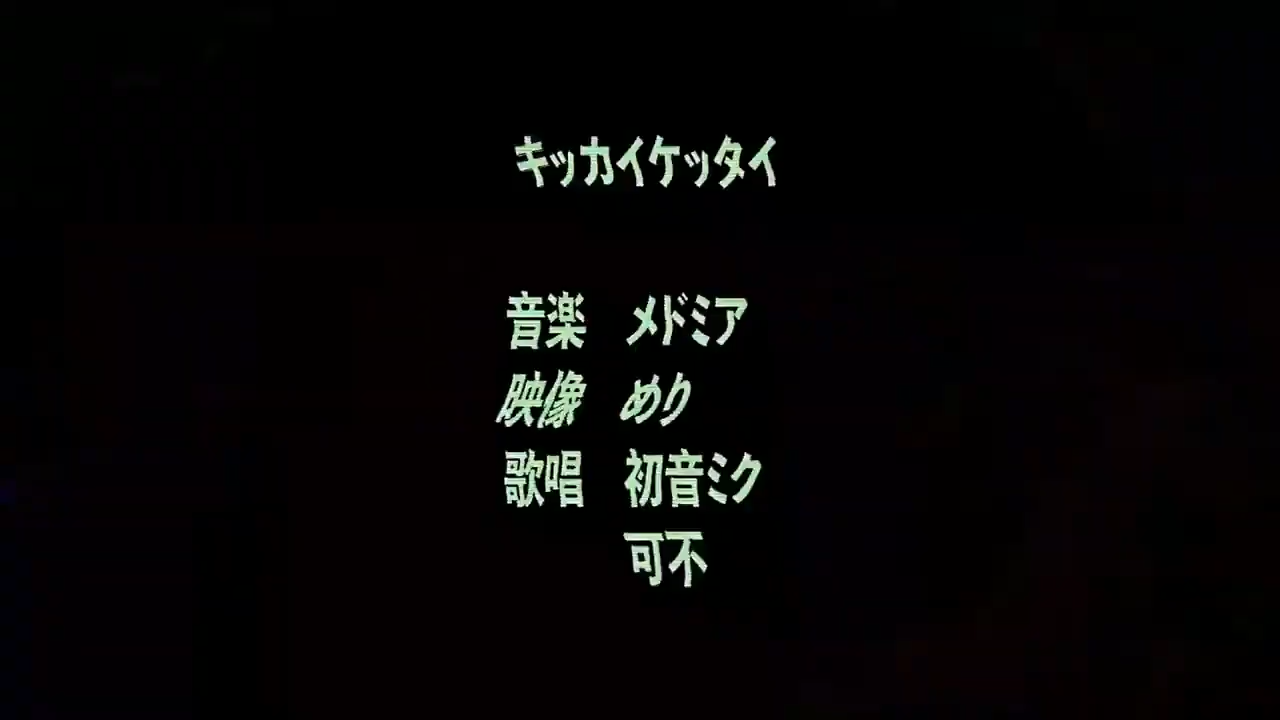 キッカイケッタイ
音楽　メドミア
映像　めり
歌唱　初音ミク
可不